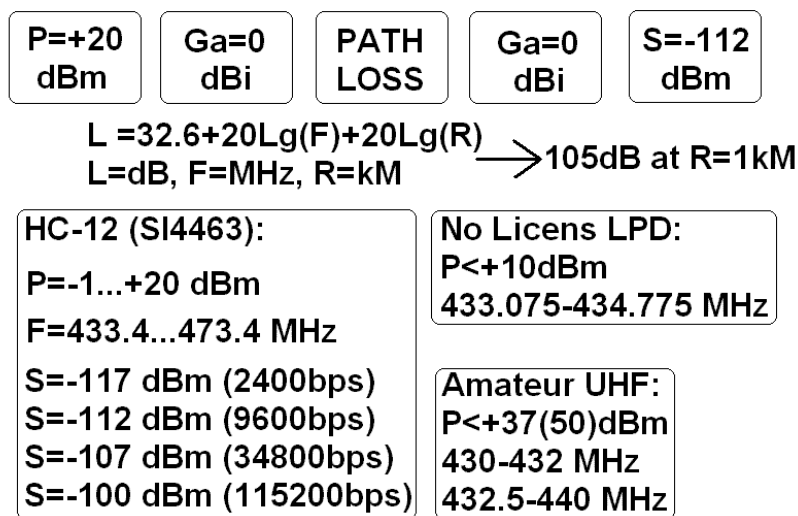 P=+20
dBm
Ga=0
dBi
PATH
LOSS
Ga=0
dBi
S=-112
dBm
L =32.6+20Lg(F)+20Lg(R)
L=dB, F=MHz, R=kM
105dB at R=1kM
HC-12 (SI4463):
P=-1...+20 dBm
F=433.4...473.4 MHz
S=-117 dBm (2400bps)
S=-112 dBm (9600bps)
S=-107 dBm (34800bps)
S=-100 dBm (115200bps)
No Licens LPD:
P<+10dBm
433.075-434.775 MHz
Amateur UHF:
P<+37(50)dBm
430-432 MHz
432.5-440 MHz